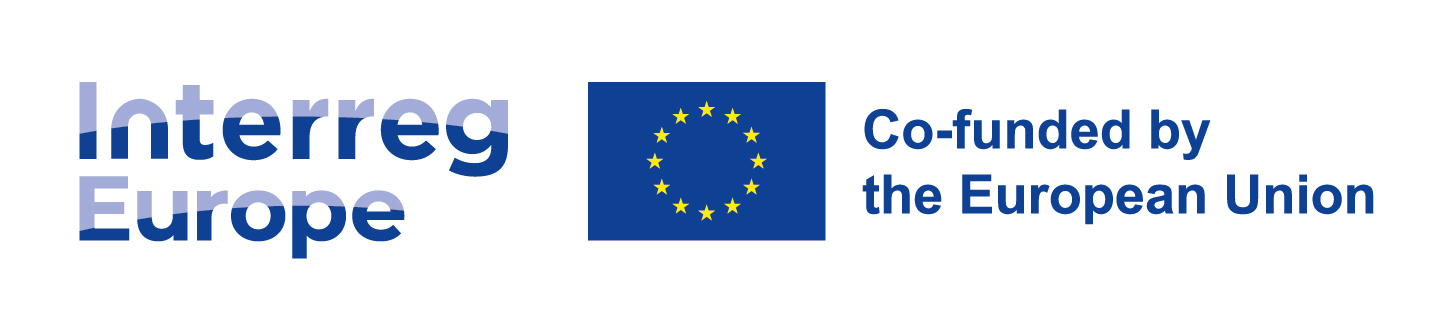 Interreg
Europe
Co-funded by
the European Union